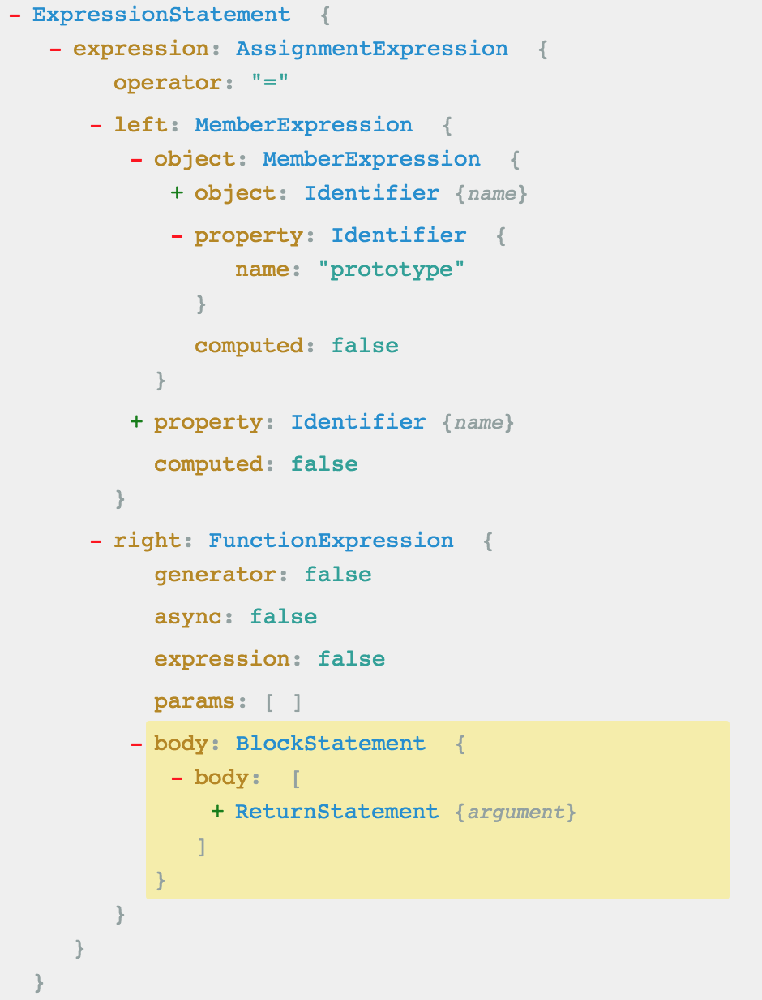 - ExpressionStatement {
- expression: AssignmentExpression {
operator: "="
- left: MemberExpression {
- object: MemberExpression {
+ object: Identifier {name}
- property: Identifier {
name: "prototype"
}
computed: false
}
+ property: Identifier {name}
computed: false
}
- right: FunctionExpression {
generator: false
async: false
expression: false
params: [ ]
- body: BlockStatement {
- body: [
+ ReturnStatement {argument}
]
}
}
}
}